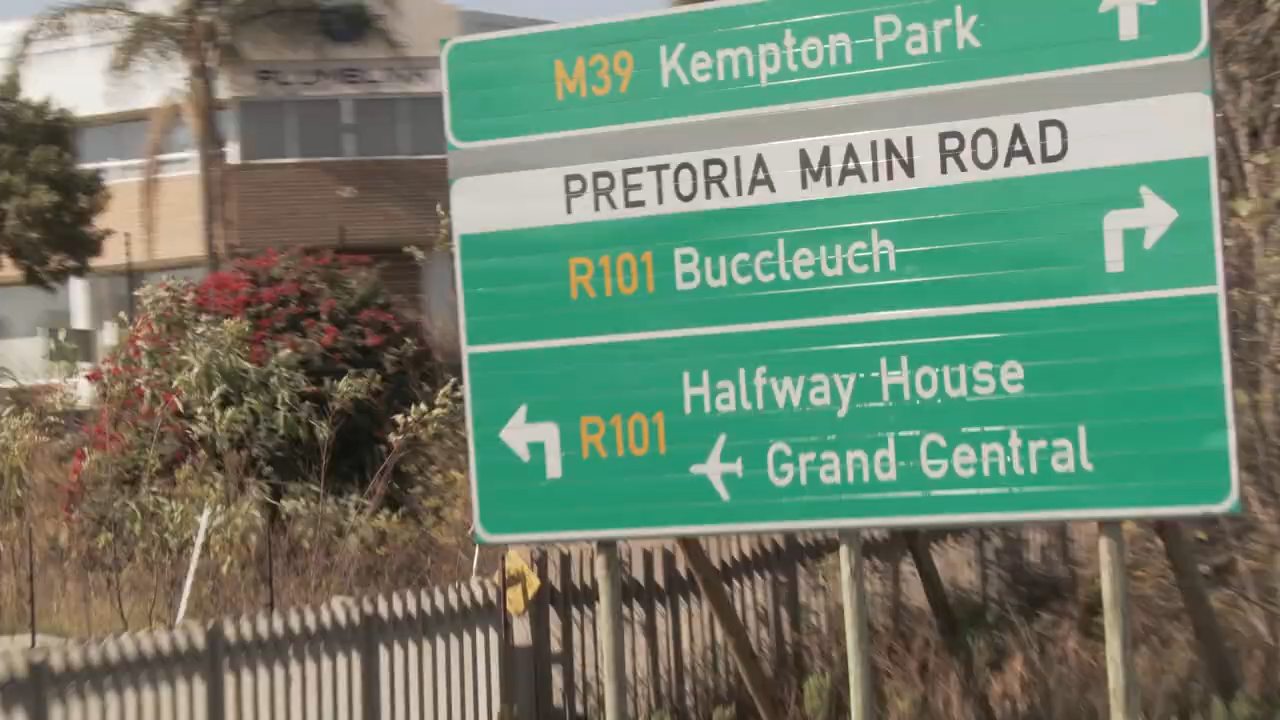 M39 Kempton Park
PRETORIA MAIN ROAD
R101 Buccleuch
R101 Halfway House
Grand Central